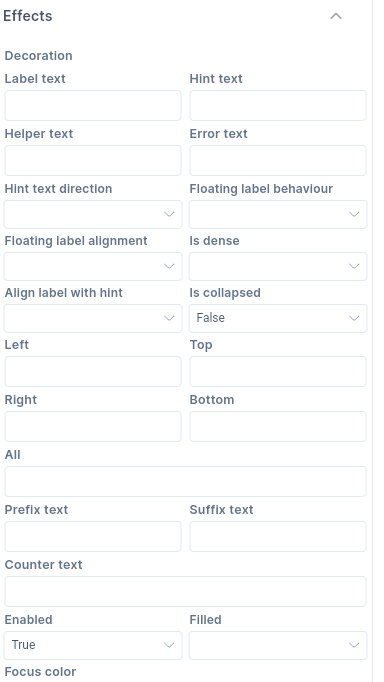 Effects
Decoration
Label text Hint text
Helper text Error text
Hint text direction Floating label behaviour
Floating label alignment Is dense
Align label with hint Is collapsed
False
Left Top
Right Bottom
All
Prefix text Suffix text
Counter text
Enabled Filled
True
Focus color